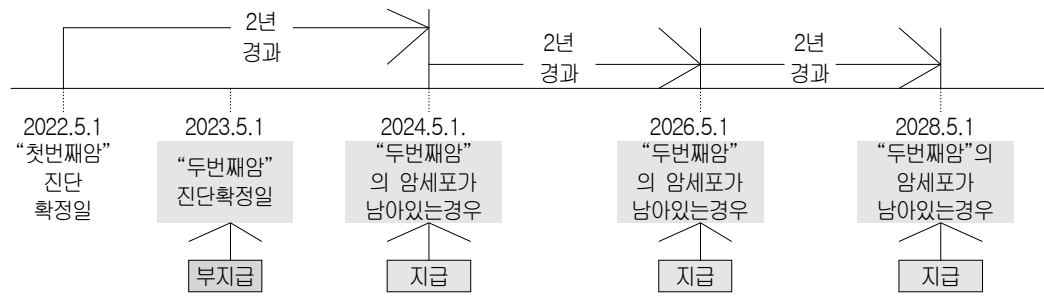 2년
경과
2년
경과
2년
경과
2022.5.1
“첫번째암”
진단
확정일
2023.5.1
“두번째암”
진단확정일
2024.5.1.
“두번째암”
의 암세포가
남아있는경우
2026.5.1
“두번째암”
의 암세포가
남아있는경우
2028.5.1
“두번째암”의
암세포가
남아있는경우
부지급
지급
지급
지급